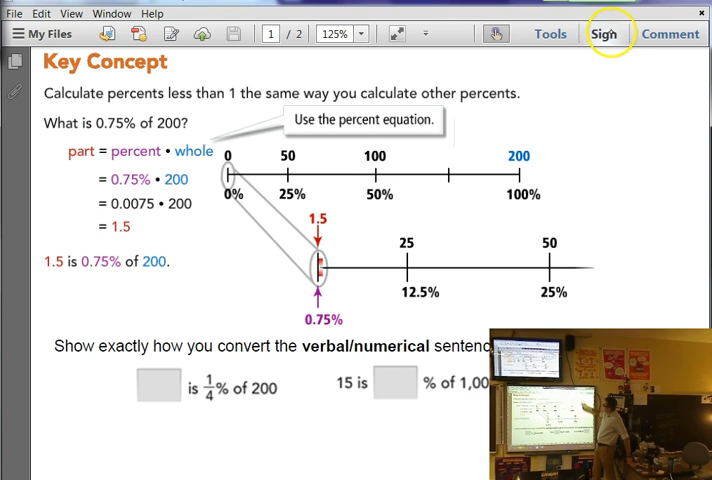 File Edit View Window Help ×
My Files 1 / 2 125% Tools Sign Comment
Key Concept
Calculate percents less than 1 the same way you calculate other percents.
What is 0.75% of 200?
Use the percent equation.
part = percent • whole
= 0.75% • 200
= 0.0075 • 200
= 1.5
1.5 is 0.75% of 200.
0 50 100 200
0% 25% 50% 100%
1.5
25 50
12.5% 25%
0.75%
Show exactly how you convert the verbal/numerical sentenc
is 1/4% of 200
15 is % of 1,00